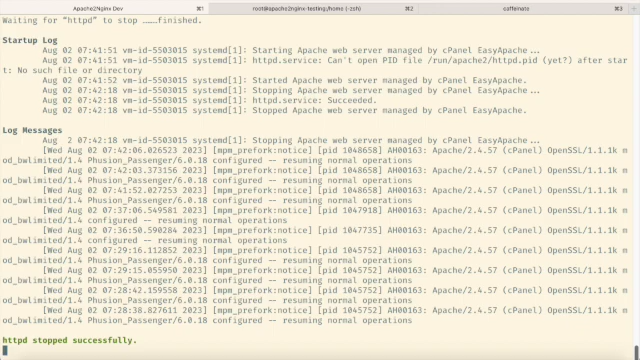 Apache2Nginx Dev ⌘1 root@apache2nginx-testing:/home (-zsh) ⌘2 caffeinate ⌘3
Waiting for “httpd” to stop ………finished.
Startup Log
Aug 02 07:41:51 vm-id-5503015 systemd[1]: Starting Apache web server managed by cPanel EasyApache...
Aug 02 07:41:51 vm-id-5503015 systemd[1]: httpd.service: Can't open PID file /run/apache2/httpd.pid (yet?) after star
t: No such file or directory
Aug 02 07:41:52 vm-id-5503015 systemd[1]: Started Apache web server managed by cPanel EasyApache.
Aug 02 07:42:18 vm-id-5503015 systemd[1]: Stopping Apache web server managed by cPanel EasyApache...
Aug 02 07:42:18 vm-id-5503015 systemd[1]: httpd.service: Succeeded.
Aug 02 07:42:18 vm-id-5503015 systemd[1]: Stopped Apache web server managed by cPanel EasyApache.
Log Messages
Aug 2 07:42:18 vm-id-5503015 systemd[1]: Stopping Apache web server managed by cPanel EasyApache...
[Wed Aug 02 07:42:06.026523 2023] [mpm_prefork:notice] [pid 1048658] AH00163: Apache/2.4.57 (cPanel) OpenSSL/1.1.1k m
od_bwlimited/1.4 Phusion_Passenger/6.0.18 configured -- resuming normal operations
[Wed Aug 02 07:42:03.373156 2023] [mpm_prefork:notice] [pid 1048658] AH00163: Apache/2.4.57 (cPanel) OpenSSL/1.1.1k m
od_bwlimited/1.4 Phusion_Passenger/6.0.18 configured -- resuming normal operations
[Wed Aug 02 07:41:52.027253 2023] [mpm_prefork:notice] [pid 1048658] AH00163: Apache/2.4.57 (cPanel) OpenSSL/1.1.1k m
od_bwlimited/1.4 Phusion_Passenger/6.0.18 configured -- resuming normal operations
[Wed Aug 02 07:37:06.549581 2023] [mpm_prefork:notice] [pid 1047918] AH00163: Apache/2.4.57 (cPanel) OpenSSL/1.1.1k m
od_bwlimited/1.4 configured -- resuming normal operations
[Wed Aug 02 07:36:50.590284 2023] [mpm_prefork:notice] [pid 1047735] AH00163: Apache/2.4.57 (cPanel) OpenSSL/1.1.1k m
od_bwlimited/1.4 configured -- resuming normal operations
[Wed Aug 02 07:29:16.112852 2023] [mpm_prefork:notice] [pid 1045752] AH00163: Apache/2.4.57 (cPanel) OpenSSL/1.1.1k m
od_bwlimited/1.4 Phusion_Passenger/6.0.18 configured -- resuming normal operations
[Wed Aug 02 07:29:15.055950 2023] [mpm_prefork:notice] [pid 1045752] AH00163: Apache/2.4.57 (cPanel) OpenSSL/1.1.1k m
od_bwlimited/1.4 Phusion_Passenger/6.0.18 configured -- resuming normal operations
[Wed Aug 02 07:28:42.159358 2023] [mpm_prefork:notice] [pid 1045752] AH00163: Apache/2.4.57 (cPanel) OpenSSL/1.1.1k m
od_bwlimited/1.4 Phusion_Passenger/6.0.18 configured -- resuming normal operations
[Wed Aug 02 07:28:38.827611 2023] [mpm_prefork:notice] [pid 1045752] AH00163: Apache/2.4.57 (cPanel) OpenSSL/1.1.1k m
od_bwlimited/1.4 Phusion_Passenger/6.0.18 configured -- resuming normal operations
httpd stopped successfully.